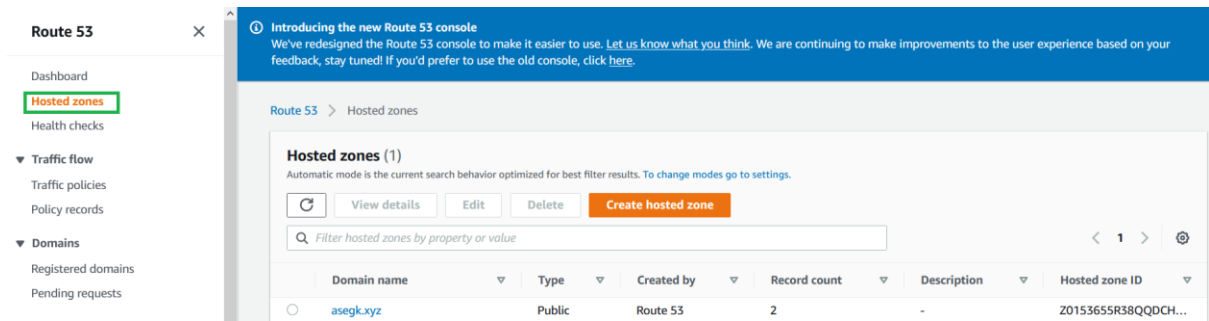 Route 53
Dashboard
Hosted zones
Health checks
Traffic flow
Traffic policies
Policy records
Domains
Registered domains
Pending requests
Introducing the new Route 53 console
We've redesigned the Route 53 console to make it easier to use. Let us know what you think. We are continuing to make improvements to the user experience based on your
feedback, stay tuned! If you'd prefer to use the old console, click here.
Route 53 > Hosted zones
Hosted zones (1)
Automatic mode is the current search behavior optimized for best filter results. To change modes go to settings.
View details Edit Delete Create hosted zone
Filter hosted zones by property or value
1
Domain name Type Created by Record count Description Hosted zone ID
asegk.xyz Public Route 53 2 - Z0153655R38QQDCH...